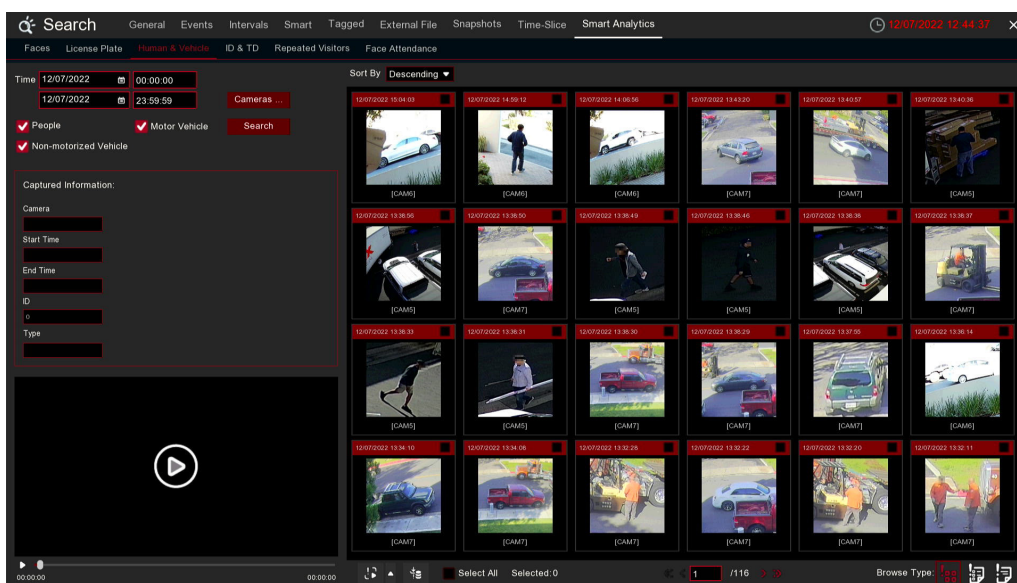 Search General Events Intervals Smart Tagged External File Snapshots Time-Slice Smart Analytics 12/07/2022 12:44:37
Faces License Plate Human & Vehicle ID & TD Repeated Visitors Face Attendance
Time 12/07/2022 00:00:00
12/07/2022 23:59:59 Cameras ...
People Motor Vehicle Search
Non-motorized Vehicle
Captured Information:
Camera
Start Time
End Time
ID
0
Type
00:00:00 00:00:00
Sort By Descending
12/07/2022 15:04:03 12/07/2022 14:59:12 12/07/2022 14:06:56 12/07/2022 13:43:20 12/07/2022 13:40:57 12/07/2022 13:40:36
[CAM6] [CAM6] [CAM6] [CAM7] [CAM7] [CAM5]
12/07/2022 13:38:56 12/07/2022 13:38:50 12/07/2022 13:38:49 12/07/2022 13:38:46 12/07/2022 13:38:38 12/07/2022 13:38:37
[CAM5] [CAM7] [CAM5] [CAM5] [CAM5] [CAM7]
12/07/2022 13:38:33 12/07/2022 13:38:31 12/07/2022 13:38:30 12/07/2022 13:38:29 12/07/2022 13:37:55 12/07/2022 13:36:14
[CAM5] [CAM5] [CAM7] [CAM7] [CAM7] [CAM6]
12/07/2022 13:34:10 12/07/2022 13:34:08 12/07/2022 13:32:28 12/07/2022 13:32:22 12/07/2022 13:32:20 12/07/2022 13:32:11
[CAM7] [CAM7] [CAM7] [CAM7] [CAM7] [CAM7]
Select All Selected:0 1 /116 Browse Type: